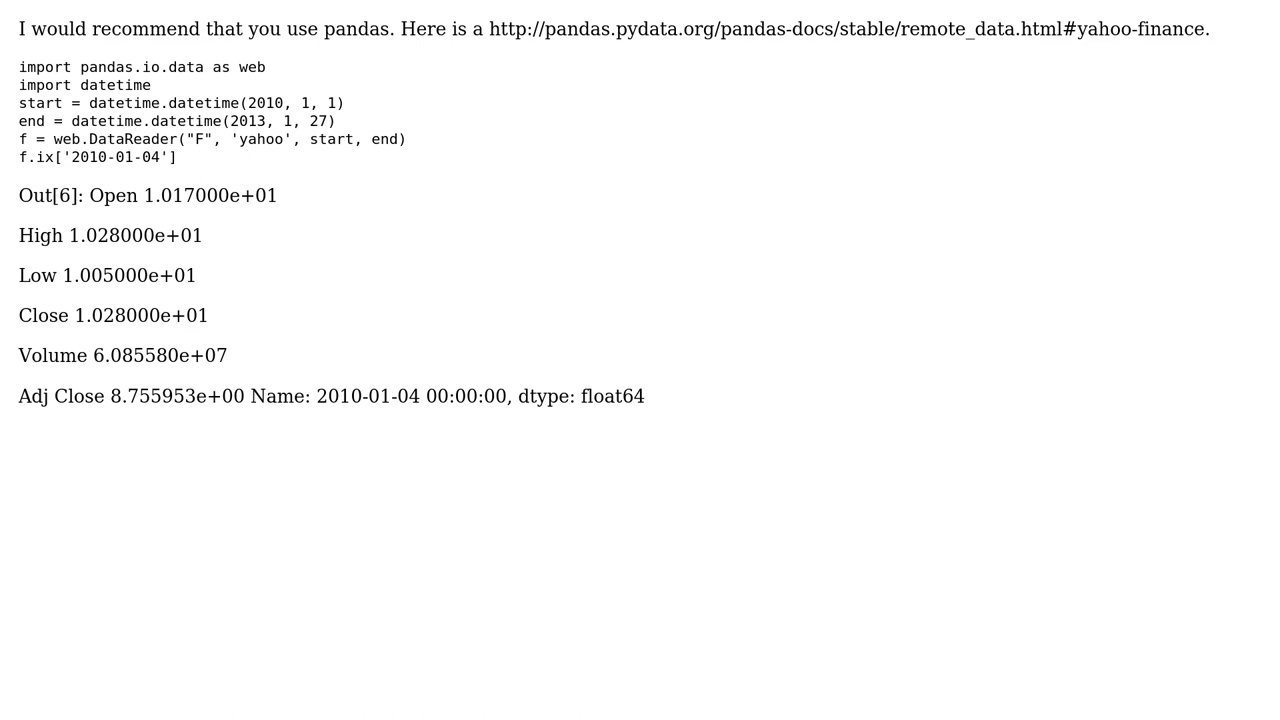 I would recommend that you use pandas. Here is a http://pandas.pydata.org/pandas-docs/stable/remote_data.html#yahoo-finance.
import pandas.io.data as web
import datetime
start = datetime.datetime(2010, 1, 1)
end = datetime.datetime(2013, 1, 27)
f = web.DataReader("F", 'yahoo', start, end)
f.ix['2010-01-04']
Out[6]: Open 1.017000e+01
High 1.028000e+01
Low 1.005000e+01
Close 1.028000e+01
Volume 6.085580e+07
Adj Close 8.755953e+00 Name: 2010-01-04 00:00:00, dtype: float64